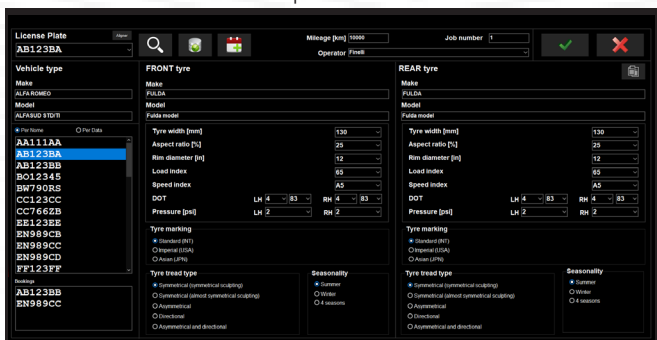 License Plate
AB123BA
Mileage [km] 10000
Job number 1
Operator Finelli
Vehicle type
Make
ALFA ROMEO
Model
ALFASUD STD/TI
Per Nome Per Data
AA111AA
AB123BA
AB123BB
BO12345
BW790RS
CC123CC
CC766ZB
EE123EE
EN989CB
EN989CC
EN989CD
FF123FF
Bookings
AB123BB
EN989CC
FRONT tyre
Make
FULDA
Model
Fulda model
Tyre width [mm] 130
Aspect ratio [%] 25
Rim diameter [in] 12
Load index 65
Speed index A5
DOT LH 4 83 RH 4 83
Pressure [psi] LH 2 RH 2
Tyre marking
Standard (INT)
Imperial (USA)
Asian (JPN)
Tyre tread type
Symmetrical (symmetrical sculpting)
Symmetrical (almost symmetrical sculpting)
Asymmetrical
Directional
Asymmetrical and directional
Seasonality
Summer
Winter
4 seasons
REAR tyre
Make
FULDA
Model
Fulda model
Tyre width [mm] 130
Aspect ratio [%] 25
Rim diameter [in] 12
Load index 65
Speed index A5
DOT LH 4 83 RH 4 83
Pressure [psi] LH 2 RH 2
Tyre marking
Standard (INT)
Imperial (USA)
Asian (JPN)
Tyre tread type
Symmetrical (symmetrical sculpting)
Symmetrical (almost symmetrical sculpting)
Asymmetrical
Directional
Asymmetrical and directional
Seasonality
Summer
Winter
4 seasons